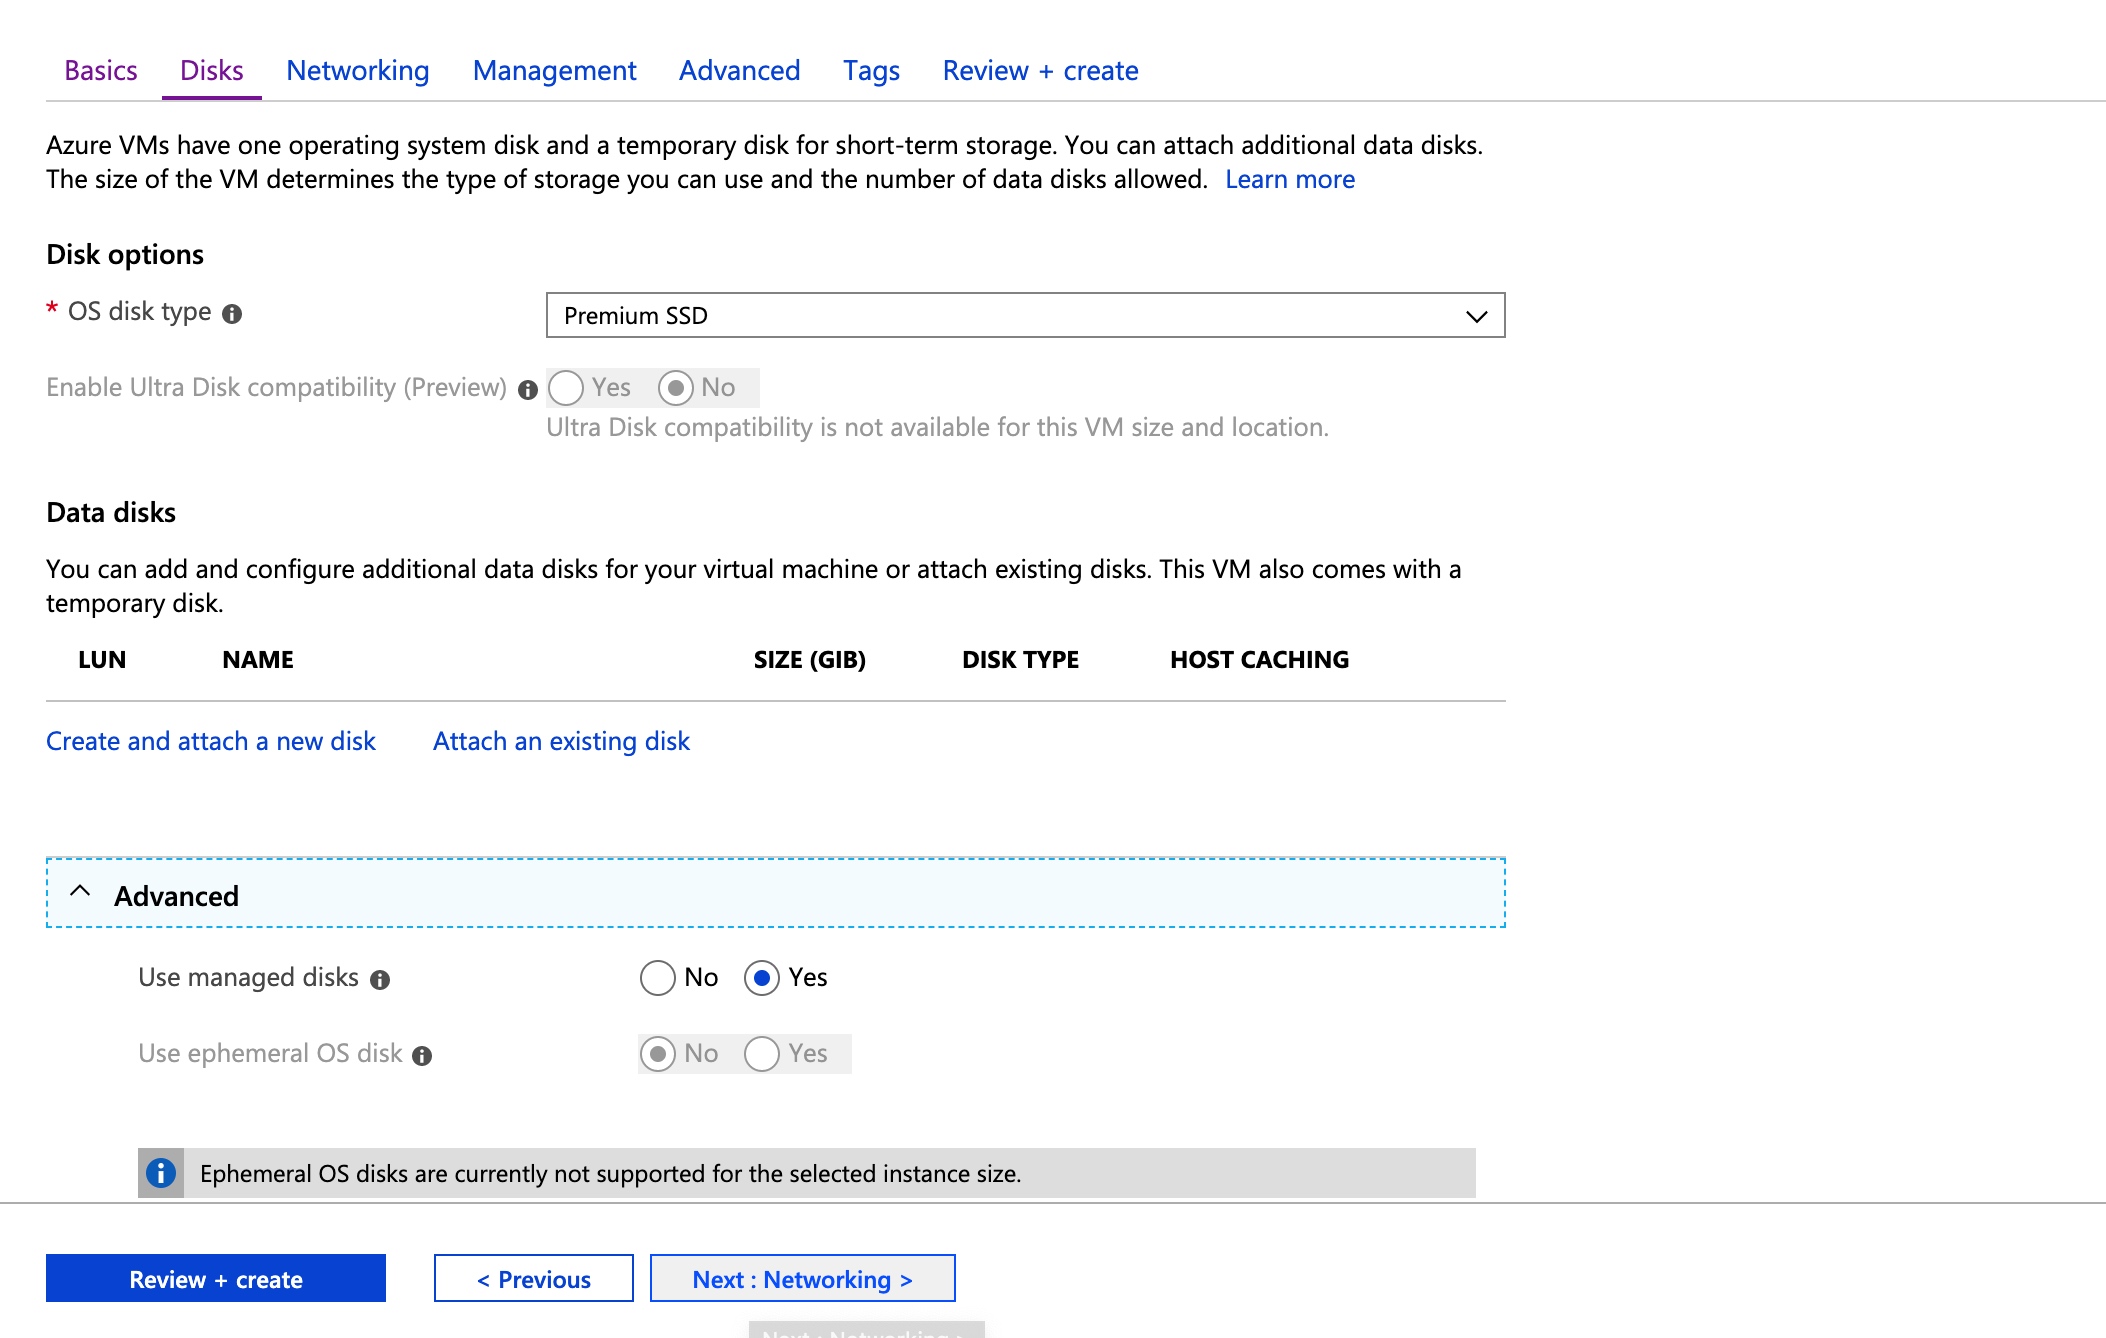 Basics Disks Networking Management Advanced Tags Review + create
Azure VMs have one operating system disk and a temporary disk for short-term storage. You can attach additional data disks.
The size of the VM determines the type of storage you can use and the number of data disks allowed. Learn more
Disk options
* OS disk type Premium SSD
Enable Ultra Disk compatibility (Preview) Yes No
Ultra Disk compatibility is not available for this VM size and location.
Data disks
You can add and configure additional data disks for your virtual machine or attach existing disks. This VM also comes with a
temporary disk.
LUN NAME SIZE (GIB) DISK TYPE HOST CACHING
Create and attach a new disk Attach an existing disk
Advanced
Use managed disks No Yes
Use ephemeral OS disk No Yes
Ephemeral OS disks are currently not supported for the selected instance size.
Review + create < Previous Next : Networking >
Next : Networking >